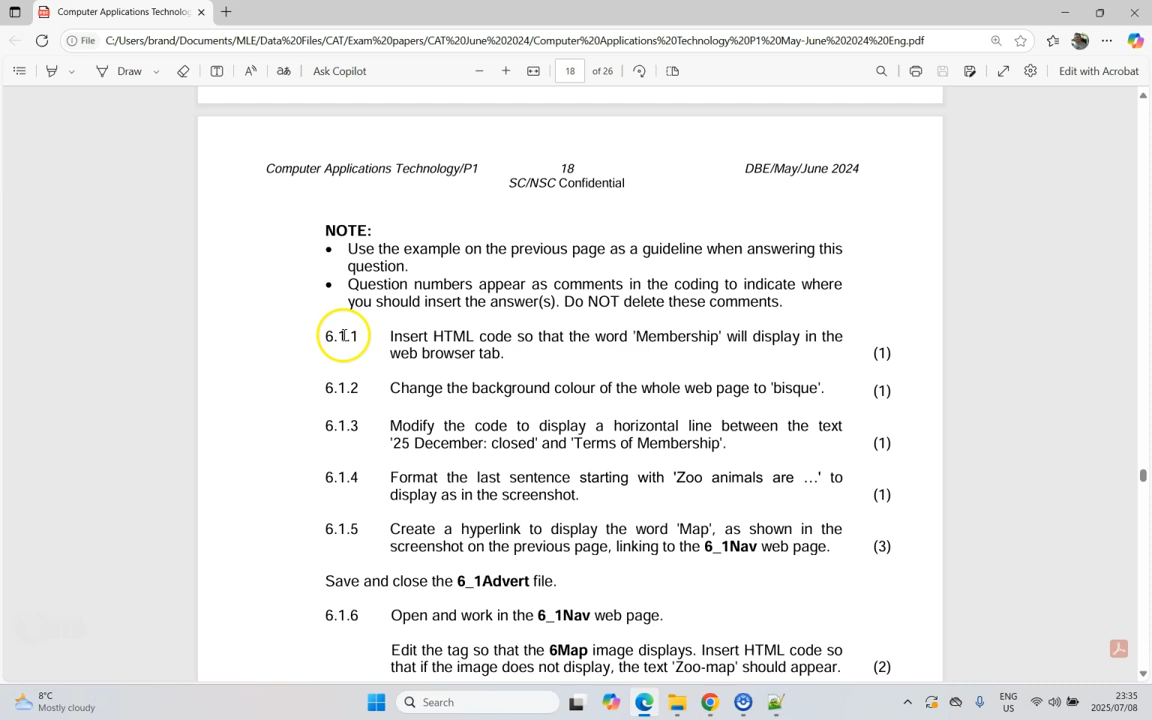 Computer Applications Technolog
File
C:/Users/brand/Documents/MLE/Data%20Files/CAT/Exam%20papers/CAT%20June%202024/Computer%20Applications%20Technology%20P1%20May-June%202024%20Eng.pdf
Draw
Ask Copilot
18 of 26
Edit with Acrobat
Computer Applications Technology/P1 18 DBE/May/June 2024
SC/NSC Confidential
NOTE:
• Use the example on the previous page as a guideline when answering this
question.
• Question numbers appear as comments in the coding to indicate where
you should insert the answer(s). Do NOT delete these comments.
6.1.1 Insert HTML code so that the word 'Membership' will display in the
web browser tab. (1)
6.1.2 Change the background colour of the whole web page to 'bisque'. (1)
6.1.3 Modify the code to display a horizontal line between the text
'25 December: closed' and 'Terms of Membership'. (1)
6.1.4 Format the last sentence starting with 'Zoo animals are ...' to
display as in the screenshot. (1)
6.1.5 Create a hyperlink to display the word 'Map', as shown in the
screenshot on the previous page, linking to the 6_1Nav web page. (3)
Save and close the 6_1Advert file.
6.1.6 Open and work in the 6_1Nav web page.
Edit the tag so that the 6Map image displays. Insert HTML code so
that if the image does not display, the text 'Zoo-map' should appear. (2)
8°C
Mostly cloudy
Search
ENG
US
23:35
2025/07/08